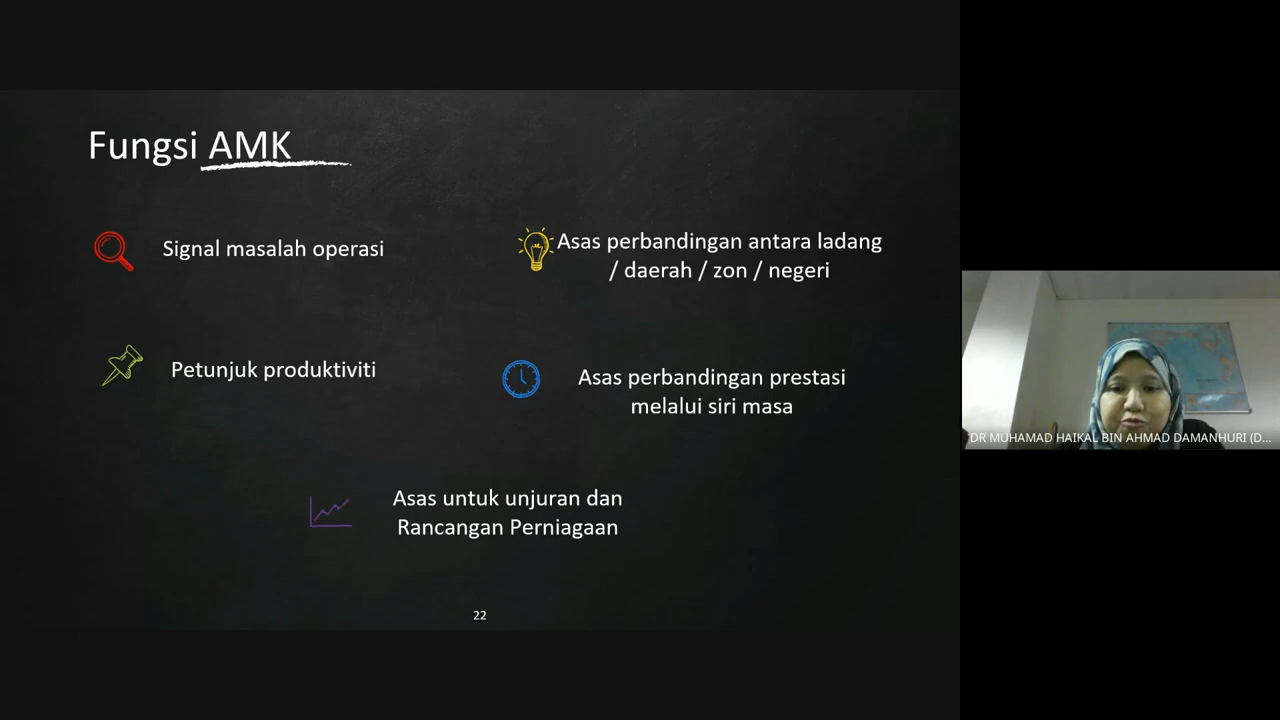 Fungsi AMK
Signal masalah operasi
Asas perbandingan antara ladang
/ daerah / zon / negeri
Petunjuk produktiviti
Asas perbandingan prestasi
melalui siri masa
Asas untuk unjuran dan
Rancangan Perniagaan
22
DR MUHAMAD HAIKAL BIN AHMAD DAMANHURI (D...